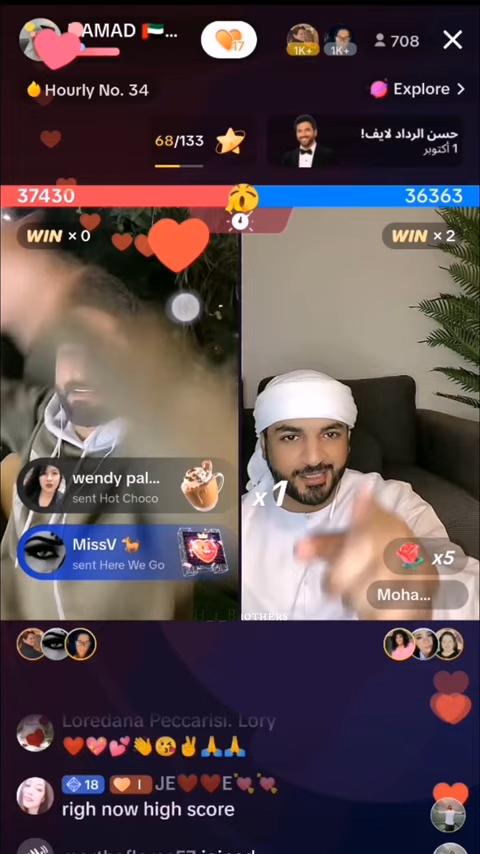 AMAD 🇦🇪...
17
1K+
1K+
708
Hourly No. 34
Explore >
68/133
حسن الرداد لايف!
1 أكتوبر
37430
36363
WIN × 0
WIN × 2
wendy pal...
sent Hot Choco
x1
MissV 🐎
sent Here We Go
x5
Moha...
H_I_BROTHERS
Loredana Peccarisi: Lory
❤️💖💕👋😘✌️🙏🙏
18
I
JE❤️❤️E💘💘
righ now high score